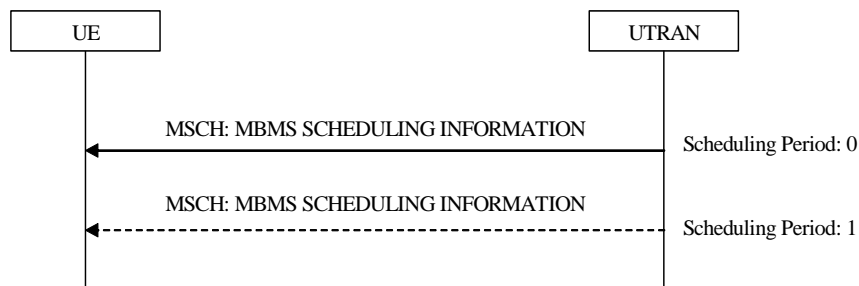 UE
UTRAN
MSCH: MBMS SCHEDULING INFORMATION
Scheduling Period: 0
MSCH: MBMS SCHEDULING INFORMATION
Scheduling Period: 1